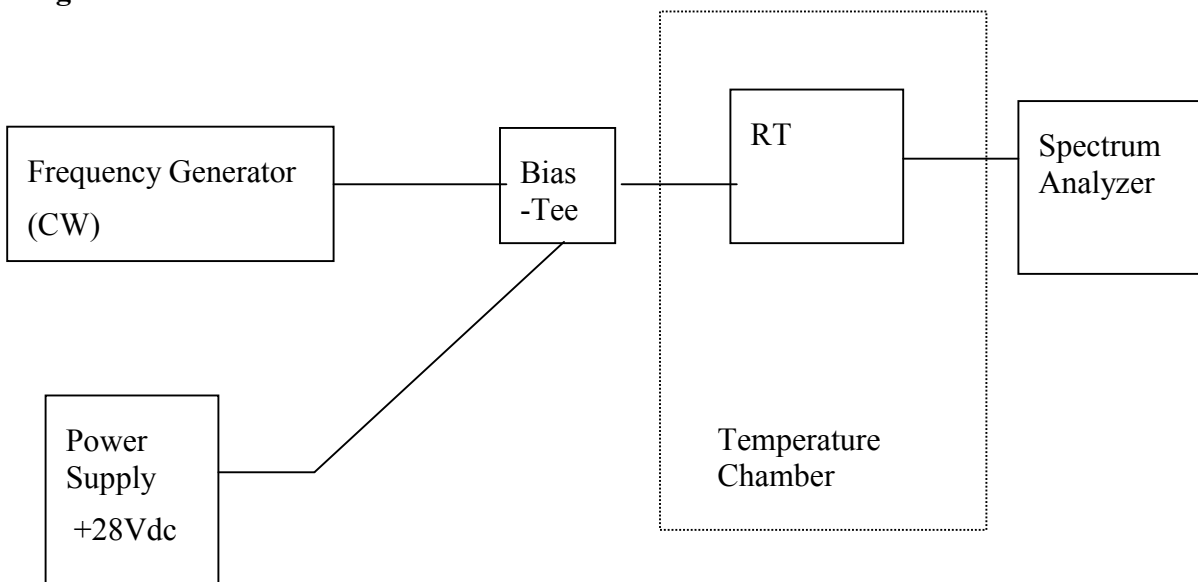 Frequency Generator
(CW)
Bias
-Tee
RT
Spectrum
Analyzer
Power
Supply
+28Vdc
Temperature
Chamber